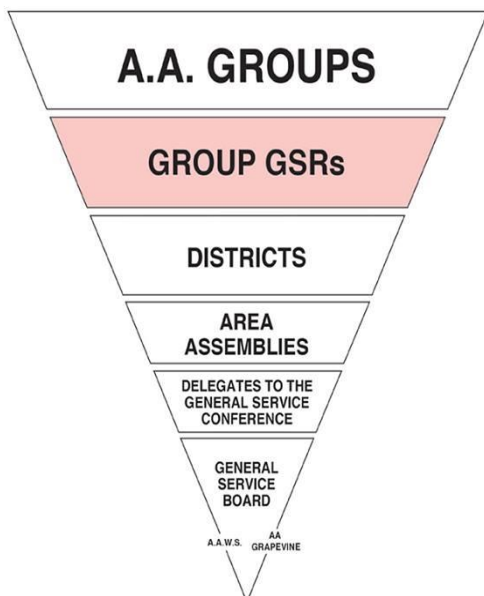 A.A. GROUPS
GROUP GSRs
DISTRICTS
AREA
ASSEMBLIES
DELEGATES TO THE
GENERAL SERVICE
CONFERENCE
GENERAL
SERVICE
BOARD
A.A.W.S.
AA
GRAPEVINE